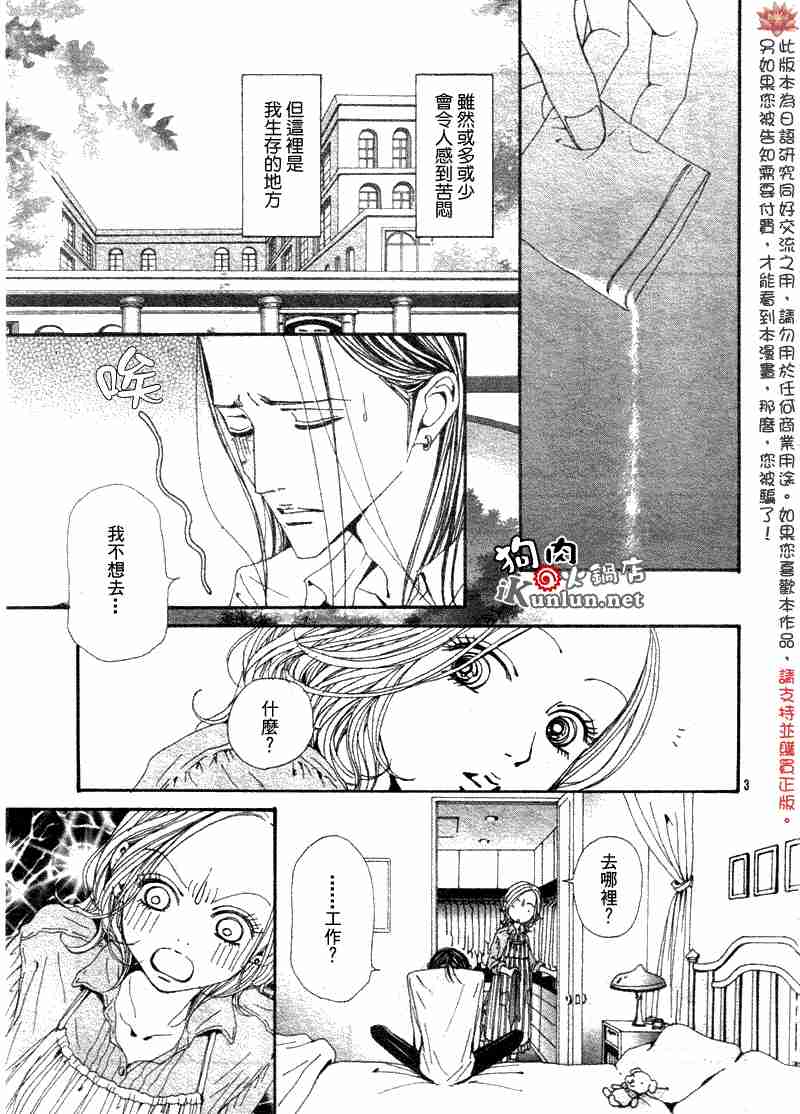 雖然或多或少
會令人感到苦悶
但這裡是
我生存的地方
唉
我不想去…
狗肉
火鍋店
iKunlun.net
什麼?
3
去哪裡?
……工作?
此版本為日語研究同好交流之用，請勿用於任何商業用途。如果您喜歡本作品，請支持並購買正版。
另如果您被告知需要付費，才能看到本漫畫，那麼，您被騙了!